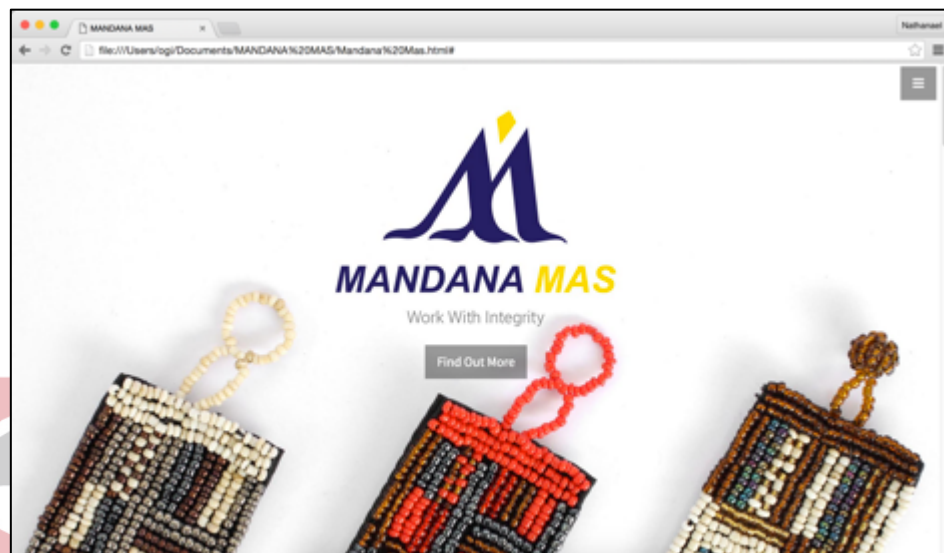 MANDANA MAS
Nathanael
file:///Users/ogi/Documents/MANDANA%20MAS/Mandana%20Mas.html#
MANDANA MAS
Work With Integrity
Find Out More